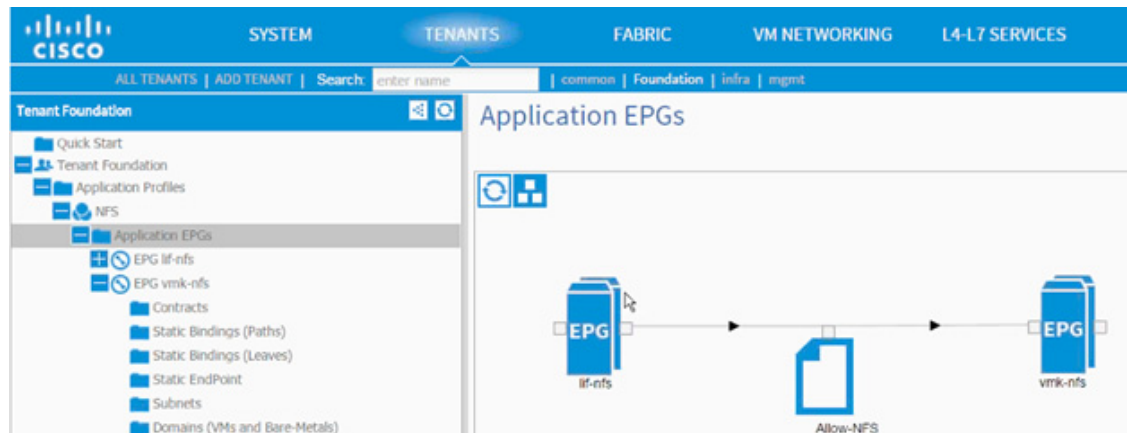 CISCO
SYSTEM TENANTS FABRIC VM NETWORKING L4-L7 SERVICES
ALL TENANTS | ADD TENANT | Search: enter name | common | Foundation | infra | mgmt
Tenant Foundation
Quick Start
Tenant Foundation
Application Profiles
NFS
Application EPGs
EPG lif-nfs
EPG vmk-nfs
Contracts
Static Bindings (Paths)
Static Bindings (Leaves)
Static EndPoint
Subnets
Domains (VMs and Bare-Metals)
Application EPGs
EPG
lif-nfs
Allow-NFS
EPG
vmk-nfs